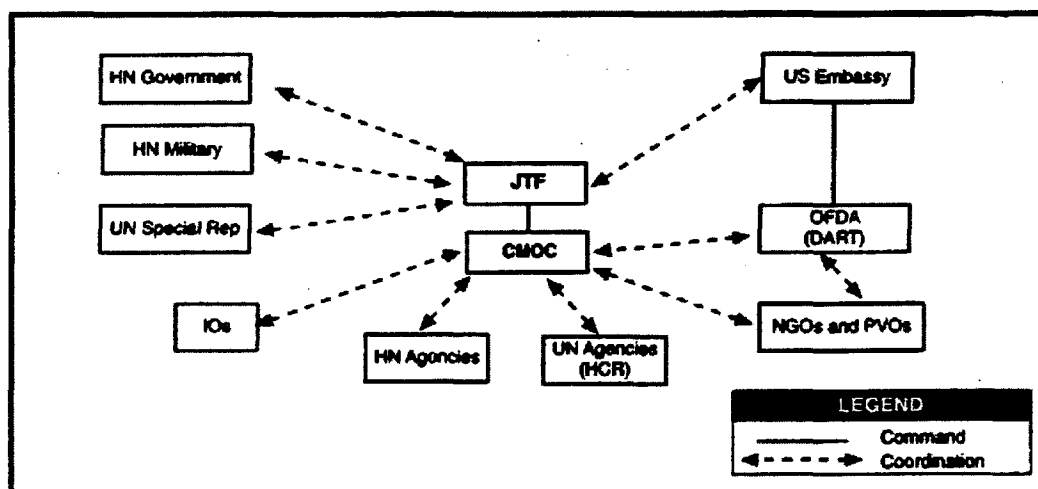 HN Government
US Embassy
HN Military
JTF
UN Special Rep
OFDA
(DART)
CMOC
IOs
NGOs and PVOs
HN Agencies
UN Agencies
(HCR)
LEGEND
Command
Coordination